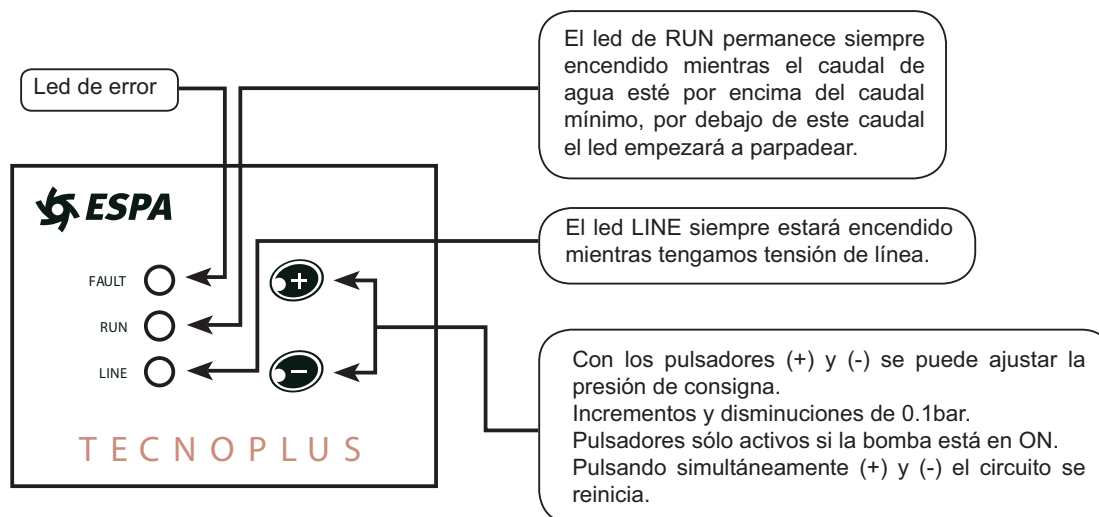 El led de RUN permanece siempre
encendido mientras el caudal de
agua esté por encima del caudal
mínimo, por debajo de este caudal
el led empezará a parpadear.
Led de error
ESPA
El led LINE siempre estará encendido
mientras tengamos tensión de línea.
FAULT
+
RUN
LINE
-
Con los pulsadores (+) y (-) se puede ajustar la
presión de consigna.
Incrementos y disminuciones de 0.1bar.
Pulsadores sólo activos si la bomba está en ON.
Pulsando simultáneamente (+) y (-) el circuito se
reinicia.
TECNOPLUS